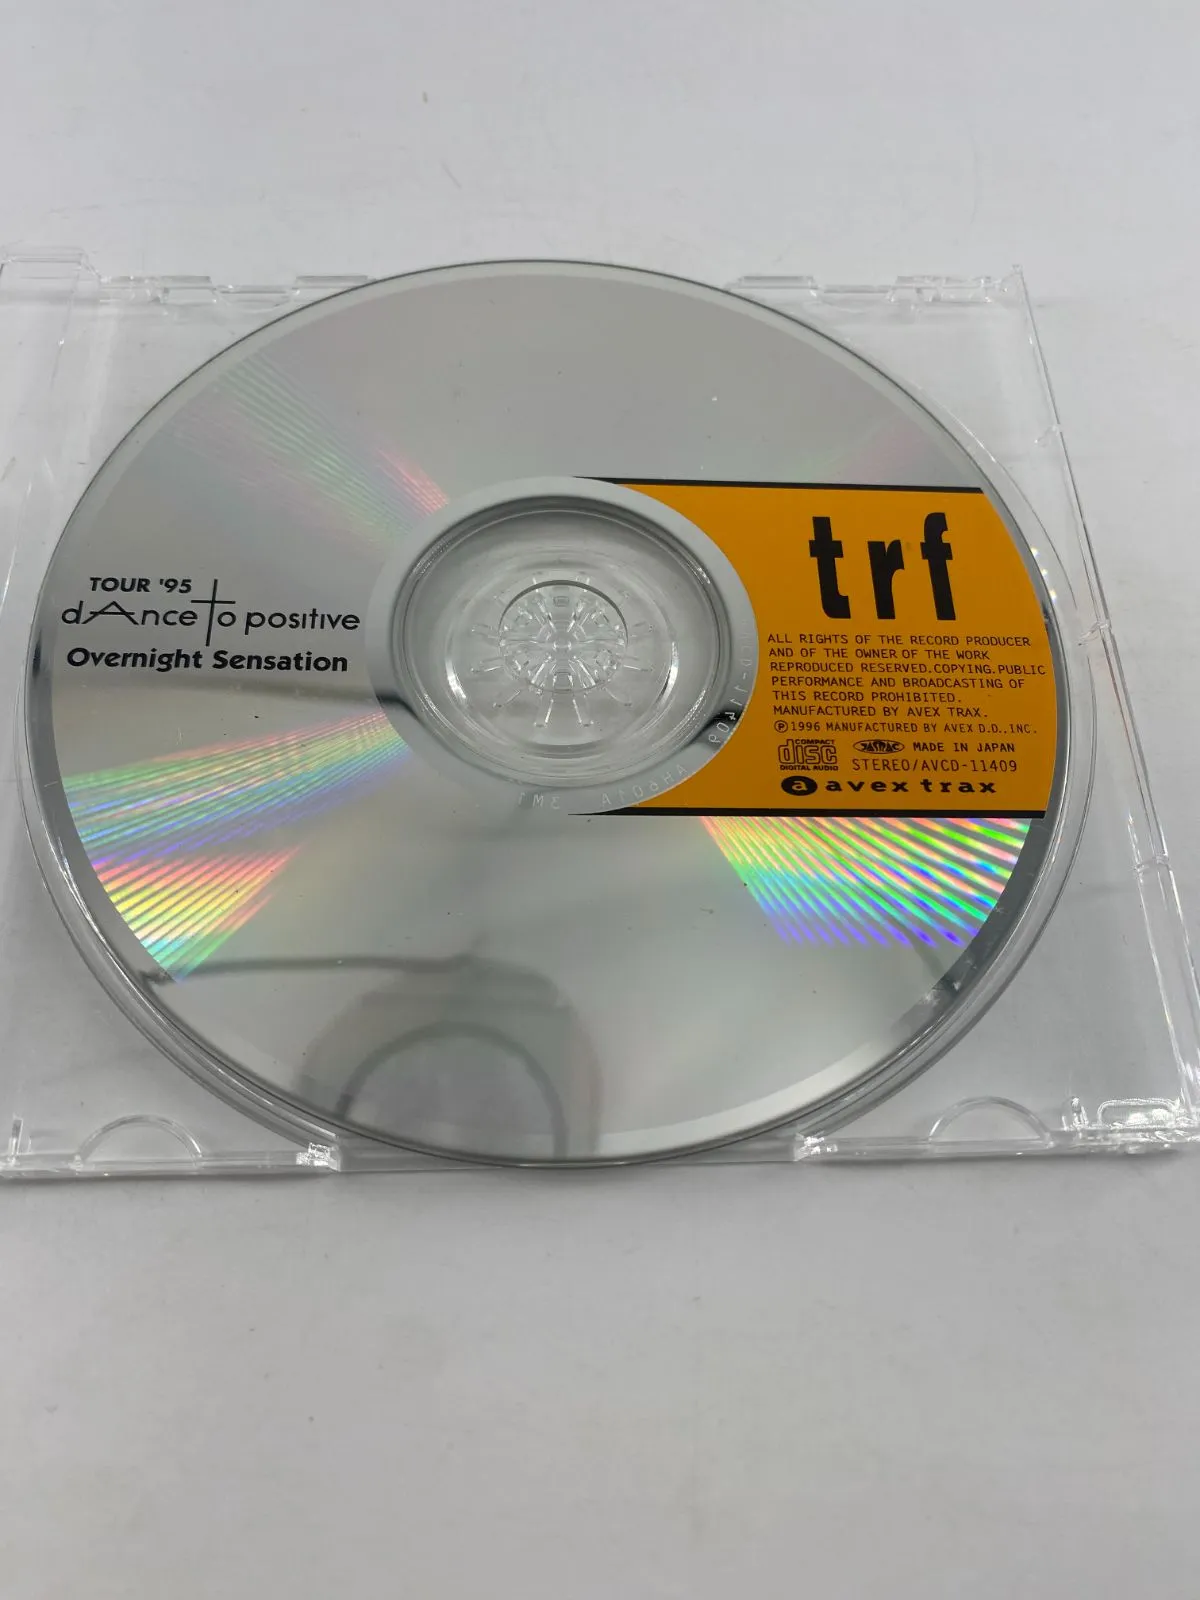 TOUR '95
dAnce to positive
Overnight Sensation
trf
ALL RIGHTS OF THE RECORD PRODUCER
AND OF THE OWNER OF THE WORK
REPRODUCED RESERVED.COPYING.PUBLIC
PERFORMANCE AND BROADCASTING OF
THIS RECORD PROHIBITED.
MANUFACTURED BY AVEX TRAX.
Ⓟ1996 MANUFACTURED BY AVEX D.D.,INC.
COMPACT
disc
DIGITAL AUDIO
JASRAC MADE IN JAPAN
STEREO/AVCD-11409
a avex trax